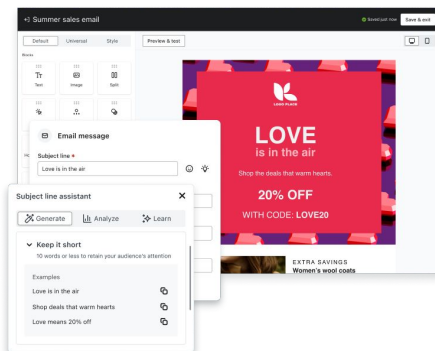 Summer sales email
Saved just now
Save & exit
Default
Universal
Style
Preview & test
Blocks
Text
Image
Split
LOGO PLACE
LOVE
is in the air
Shop the deals that warm hearts.
20% OFF
WITH CODE: LOVE20
EXTRA SAVINGS
Women's wool coats
Email message
Subject line *
Love is in the air
Subject line assistant
Generate
Analyze
Learn
Keep it short
10 words or less to retain your audience's attention
Examples
Love is in the air
Shop deals that warm hearts
Love means 20% off